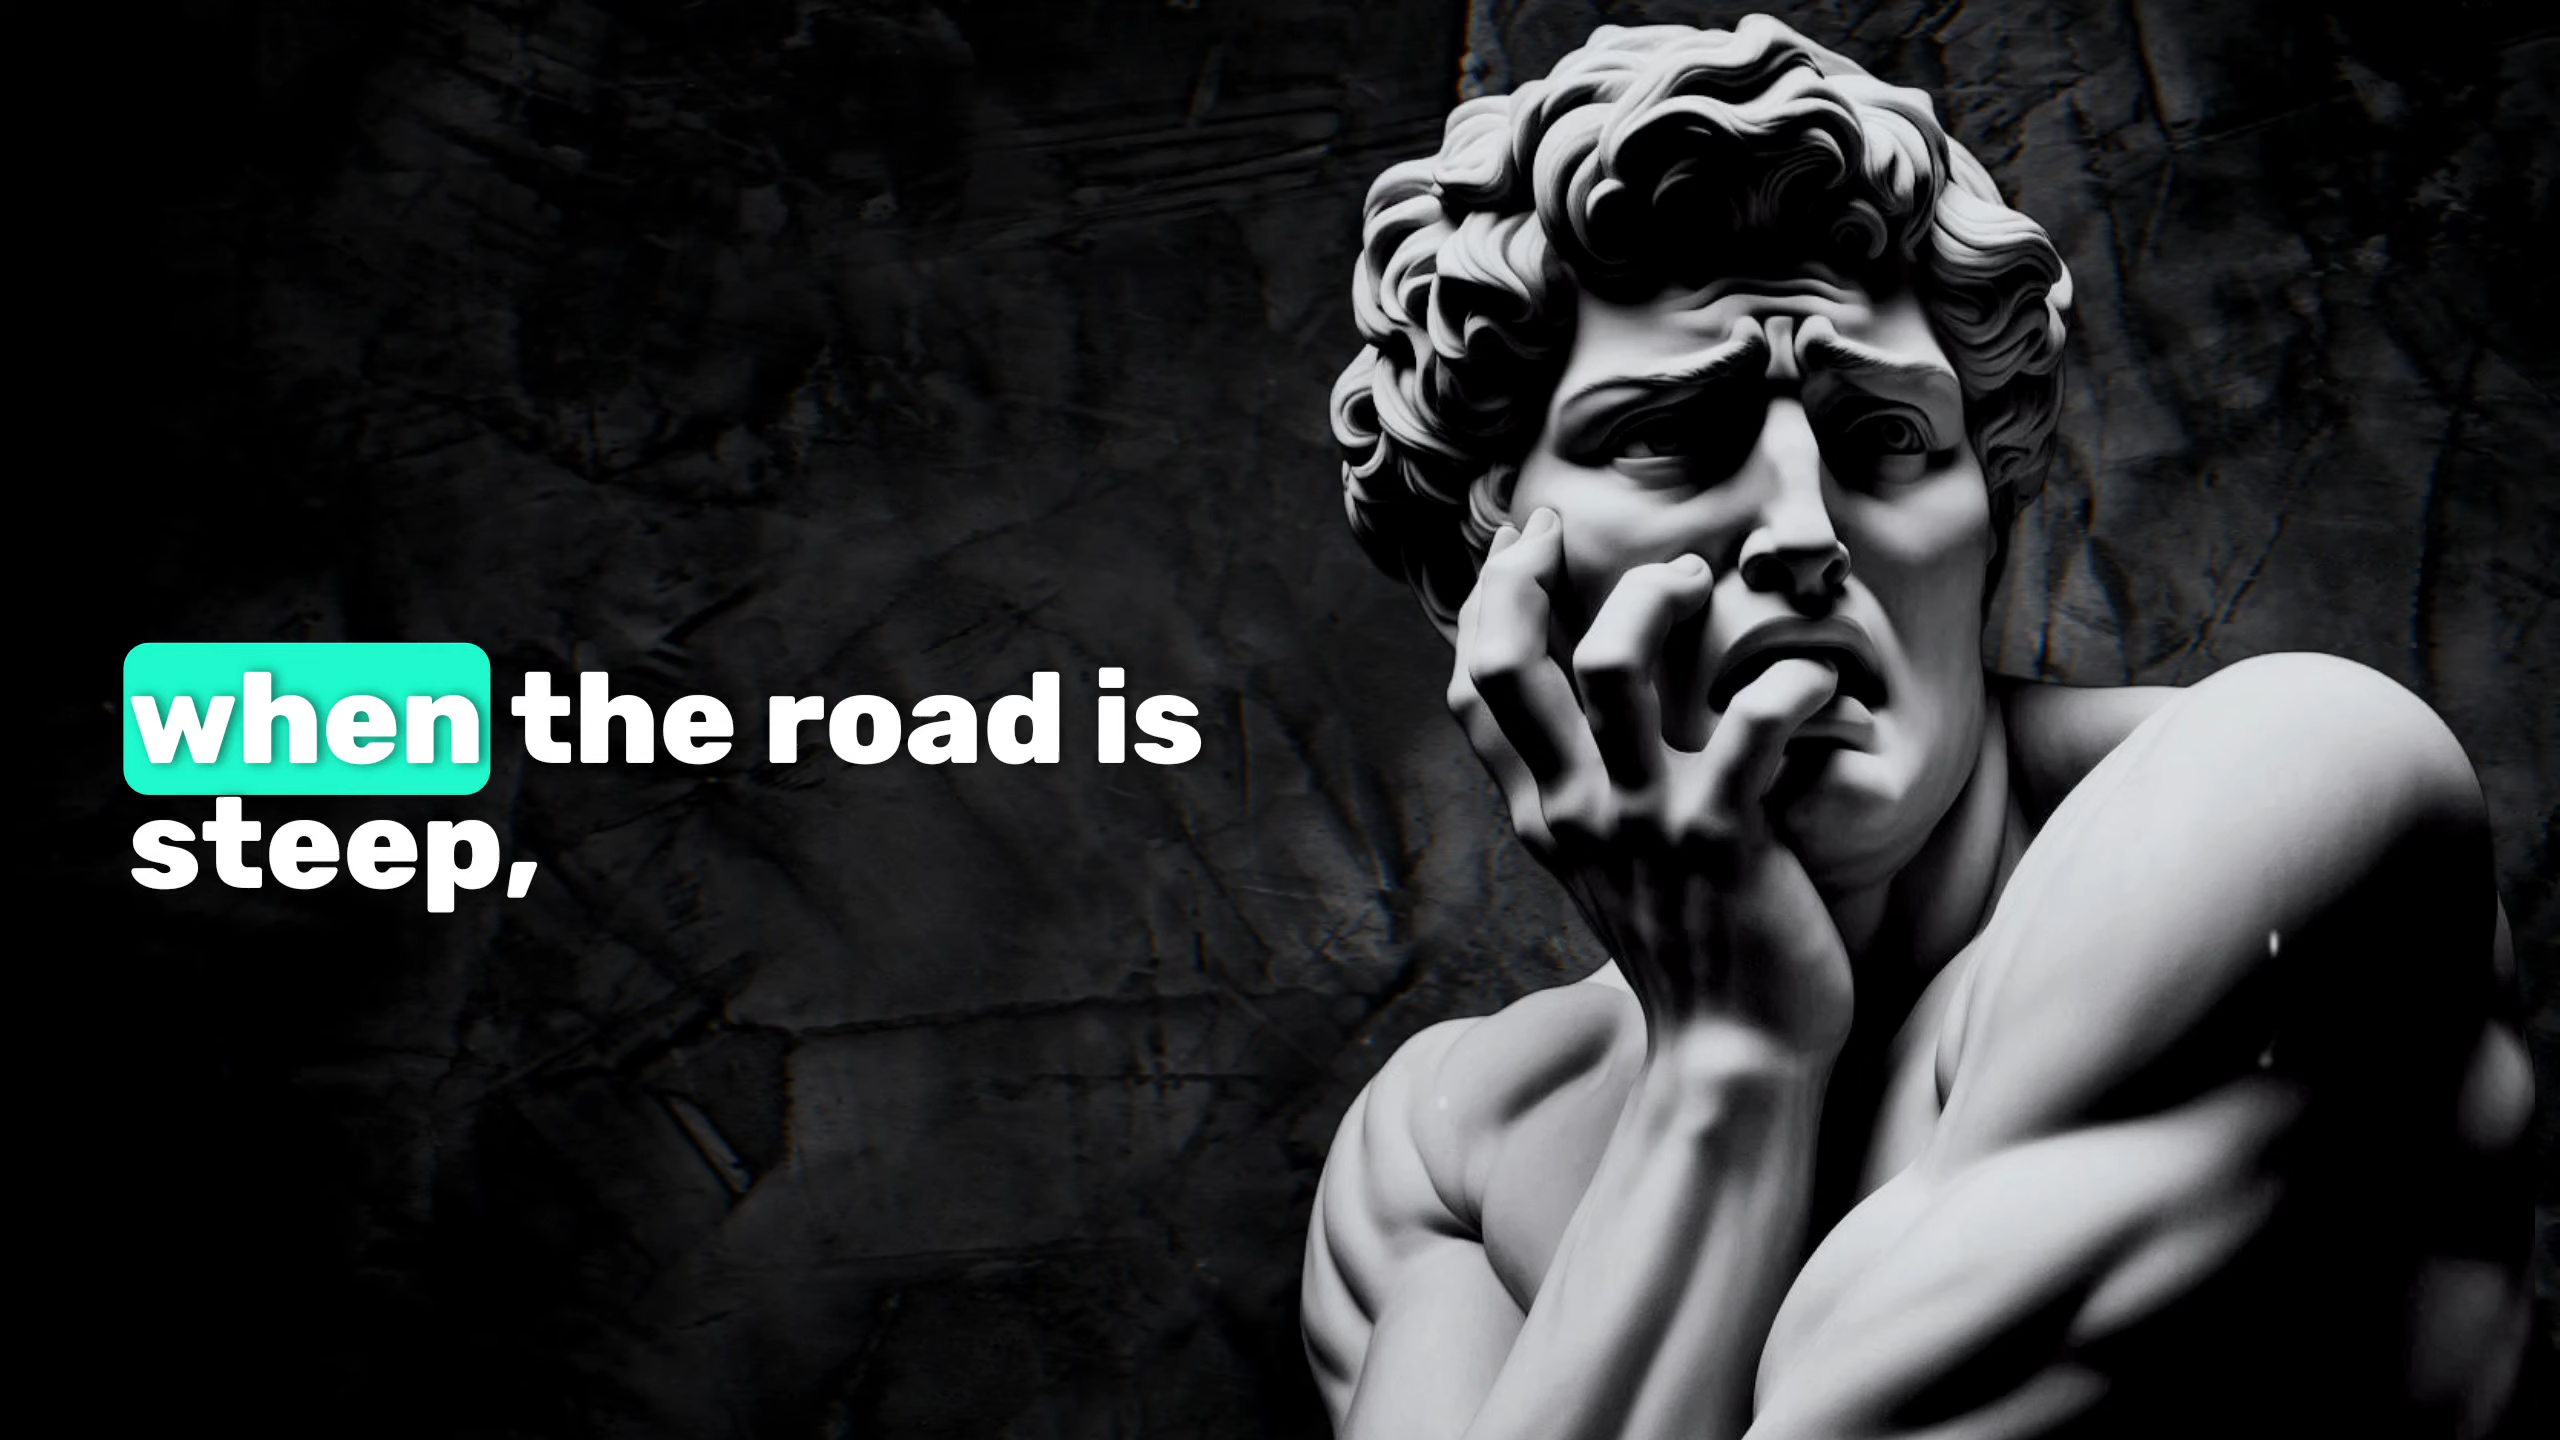 when the road is
steep,